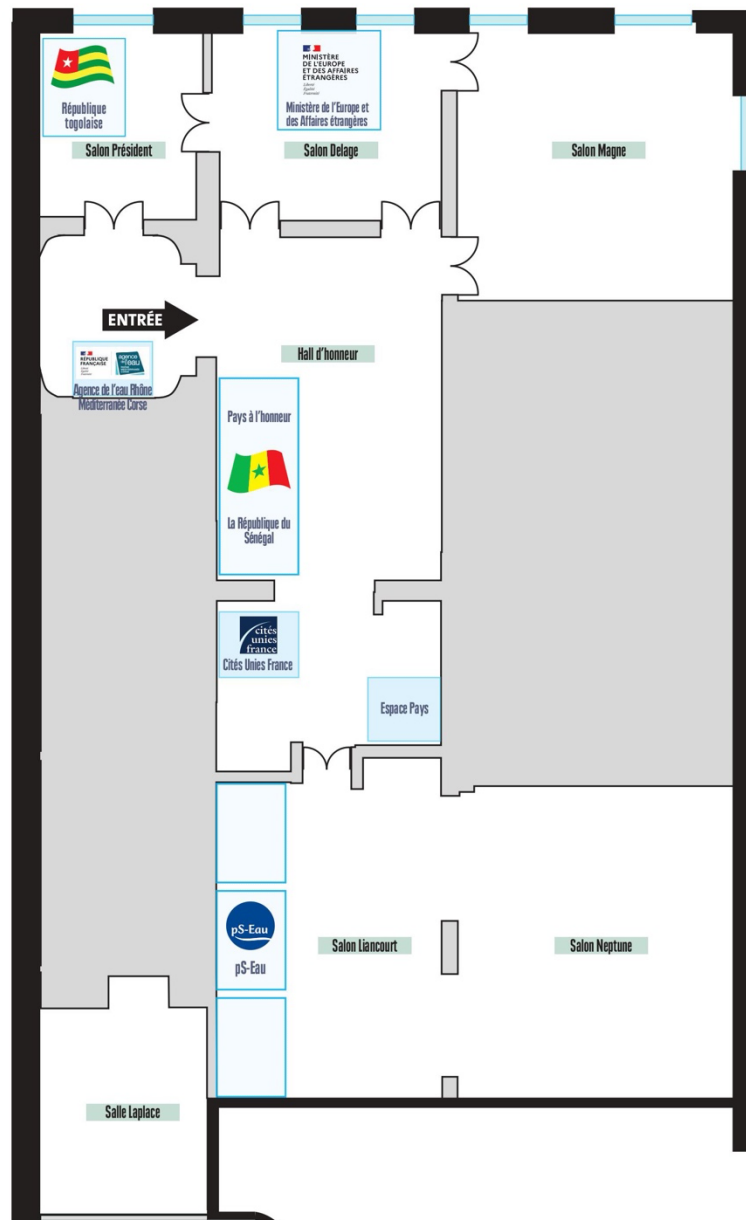 MINISTÈRE
DE L'EUROPE
ET DES AFFAIRES
ÉTRANGÈRES
République
togolaise
Ministère de l'Europe et
des Affaires étrangères
Salon Président
Salon Delage
Salon Magne
ENTRÉE
Hall d'honneur
RÉPUBLIQUE
FRANÇAISE
agence
de l'eau
Agence de l'eau Rhône
Méditerranée Corse
Pays à l'honneur
La République du
Sénégal
cités
unies
france
Cités Unies France
Espace Pays
pS-Eau
pS-Eau
Salon Liancourt
Salon Neptune
Salle Laplace